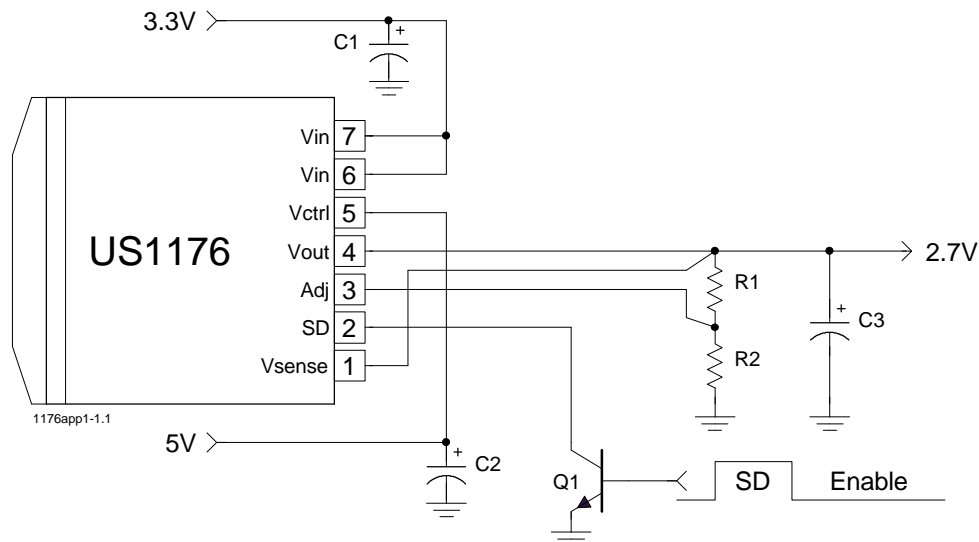 3.3V
C1
+
Vin 7
Vin 6
Vctrl 5
US1176
Vout 4
2.7V
Adj 3
R1
+
C3
SD 2
R2
Vsense 1
1176app1-1.1
5V
+
C2
Q1
SD Enable